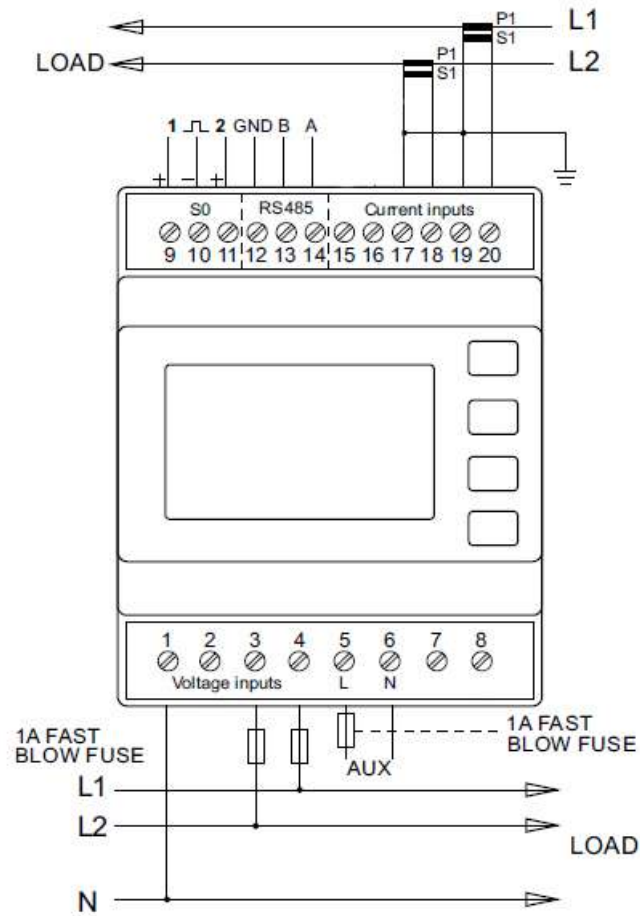 P1 L1
S1
LOAD P1 L2
S1
1 2 GND B A
+ - +
S0 RS485 Current inputs
9 10 11 12 13 14 15 16 17 18 19 20
1 2 3 4 5 6 7 8
Voltage inputs L N
1A FAST
BLOW FUSE
1A FAST
BLOW FUSE
AUX
L1
L2
LOAD
N